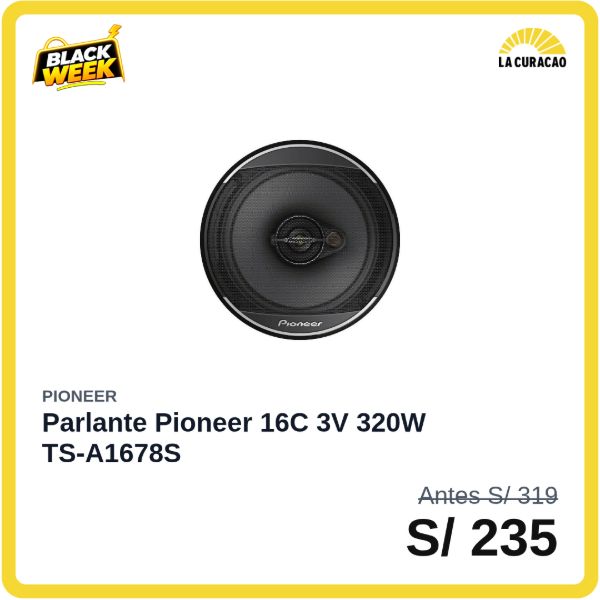 BLACK
WEEK
LA CURACAO
Pioneer
PIONEER
Parlante Pioneer 16C 3V 320W
TS-A1678S
Antes S/ 319
S/ 235